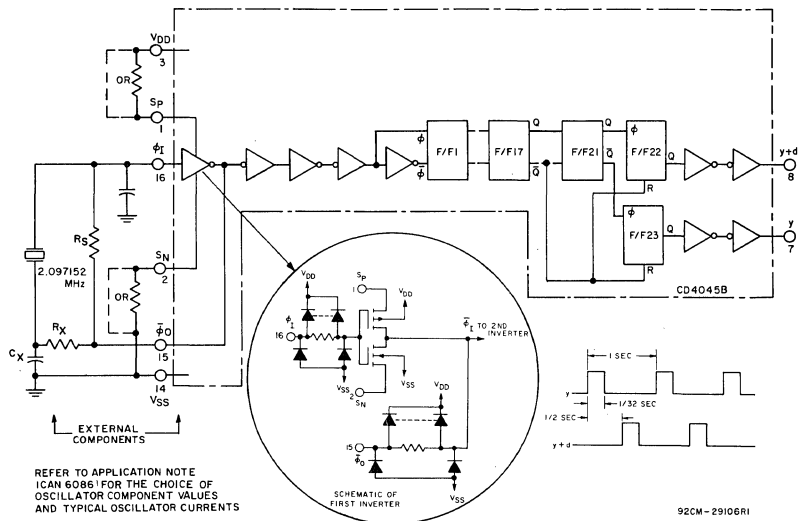 VDD
3
OR
SP
1
ϕI
16
RS
2.097152
MHz
SN
2
OR
RX
CX
ϕ̅O
15
14
VSS
EXTERNAL
COMPONENTS
REFER TO APPLICATION NOTE
ICAN 6086¹ FOR THE CHOICE OF
OSCILLATOR COMPONENT VALUES
AND TYPICAL OSCILLATOR CURRENTS
ϕ
ϕ̅
F/F1
F/F17
Q
Q̅
F/F21
Q
Q̅
ϕ
F/F22
Q
R
y+d
8
ϕ
F/F23
Q
R
y
7
CD4045B
SP
1
VDD
VDD
ϕI
16
ϕ̅I TO 2ND
INVERTER
VSS
2
SN
VSS
VDD
15
ϕ̅O
VSS
SCHEMATIC OF
FIRST INVERTER
1 SEC
y
1/32 SEC
1/2 SEC
y+d
92CM-29106R1